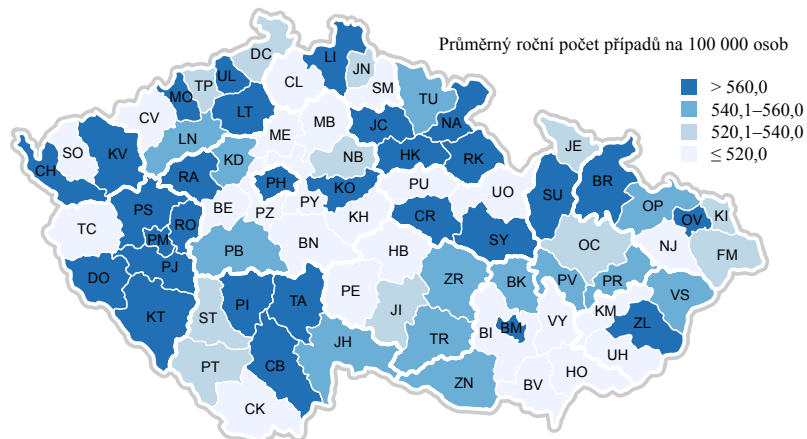 Průměrný roční počet případů na 100 000 osob
> 560,0
540,1–560,0
520,1–540,0
≤ 520,0
DC
LI
UL
JN
TP
MO
CL
SM
TU
CV
LT
MB
JC
NA
LN
ME
SO
KV
KD
NB
HK
RK
JE
CH
RA
PH
KO
PU
UO
SU
BR
BE
PZ
PY
KH
CR
OP
OV
KI
TC
PS
RO
PM
PB
BN
HB
SY
OC
NJ
FM
DO
PJ
PI
TA
PE
ZR
BK
PV
PR
VS
KT
ST
JI
BI
BM
VY
KM
ZL
PT
CB
JH
TR
UH
CK
ZN
BV
HO